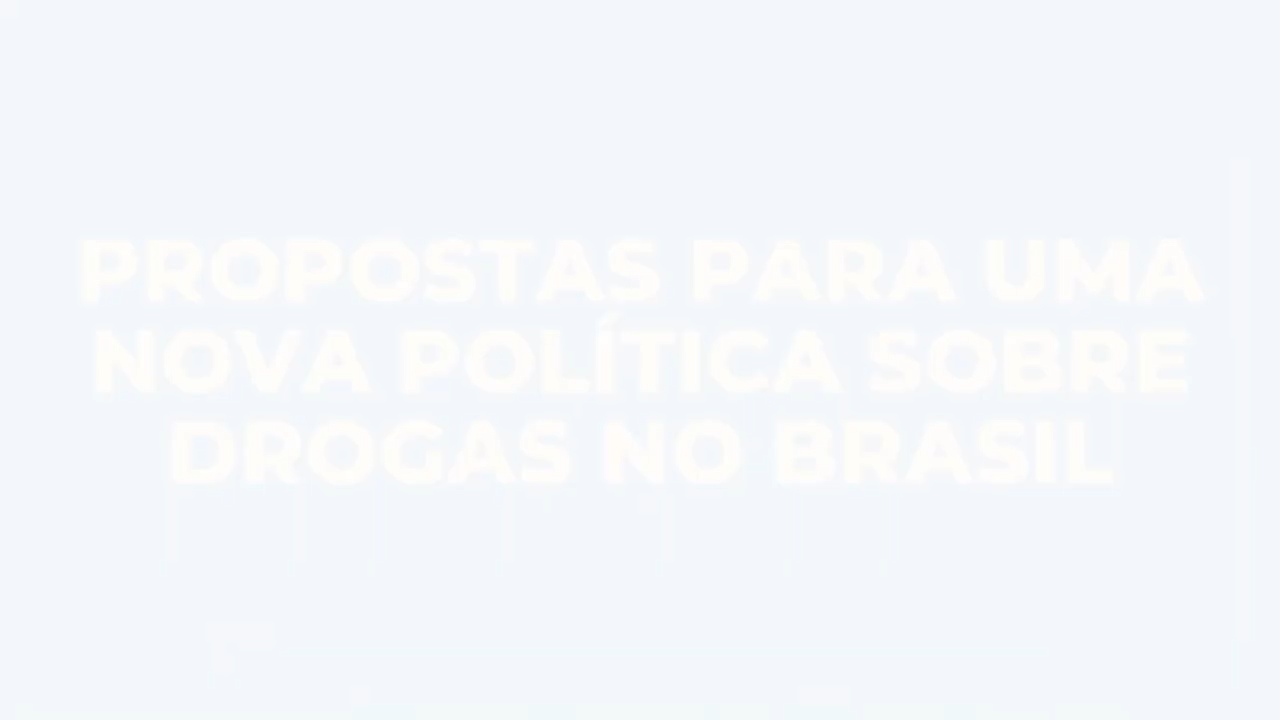 PROPOSTAS PARA UMA
NOVA POLÍTICA SOBRE
DROGAS NO BRASIL